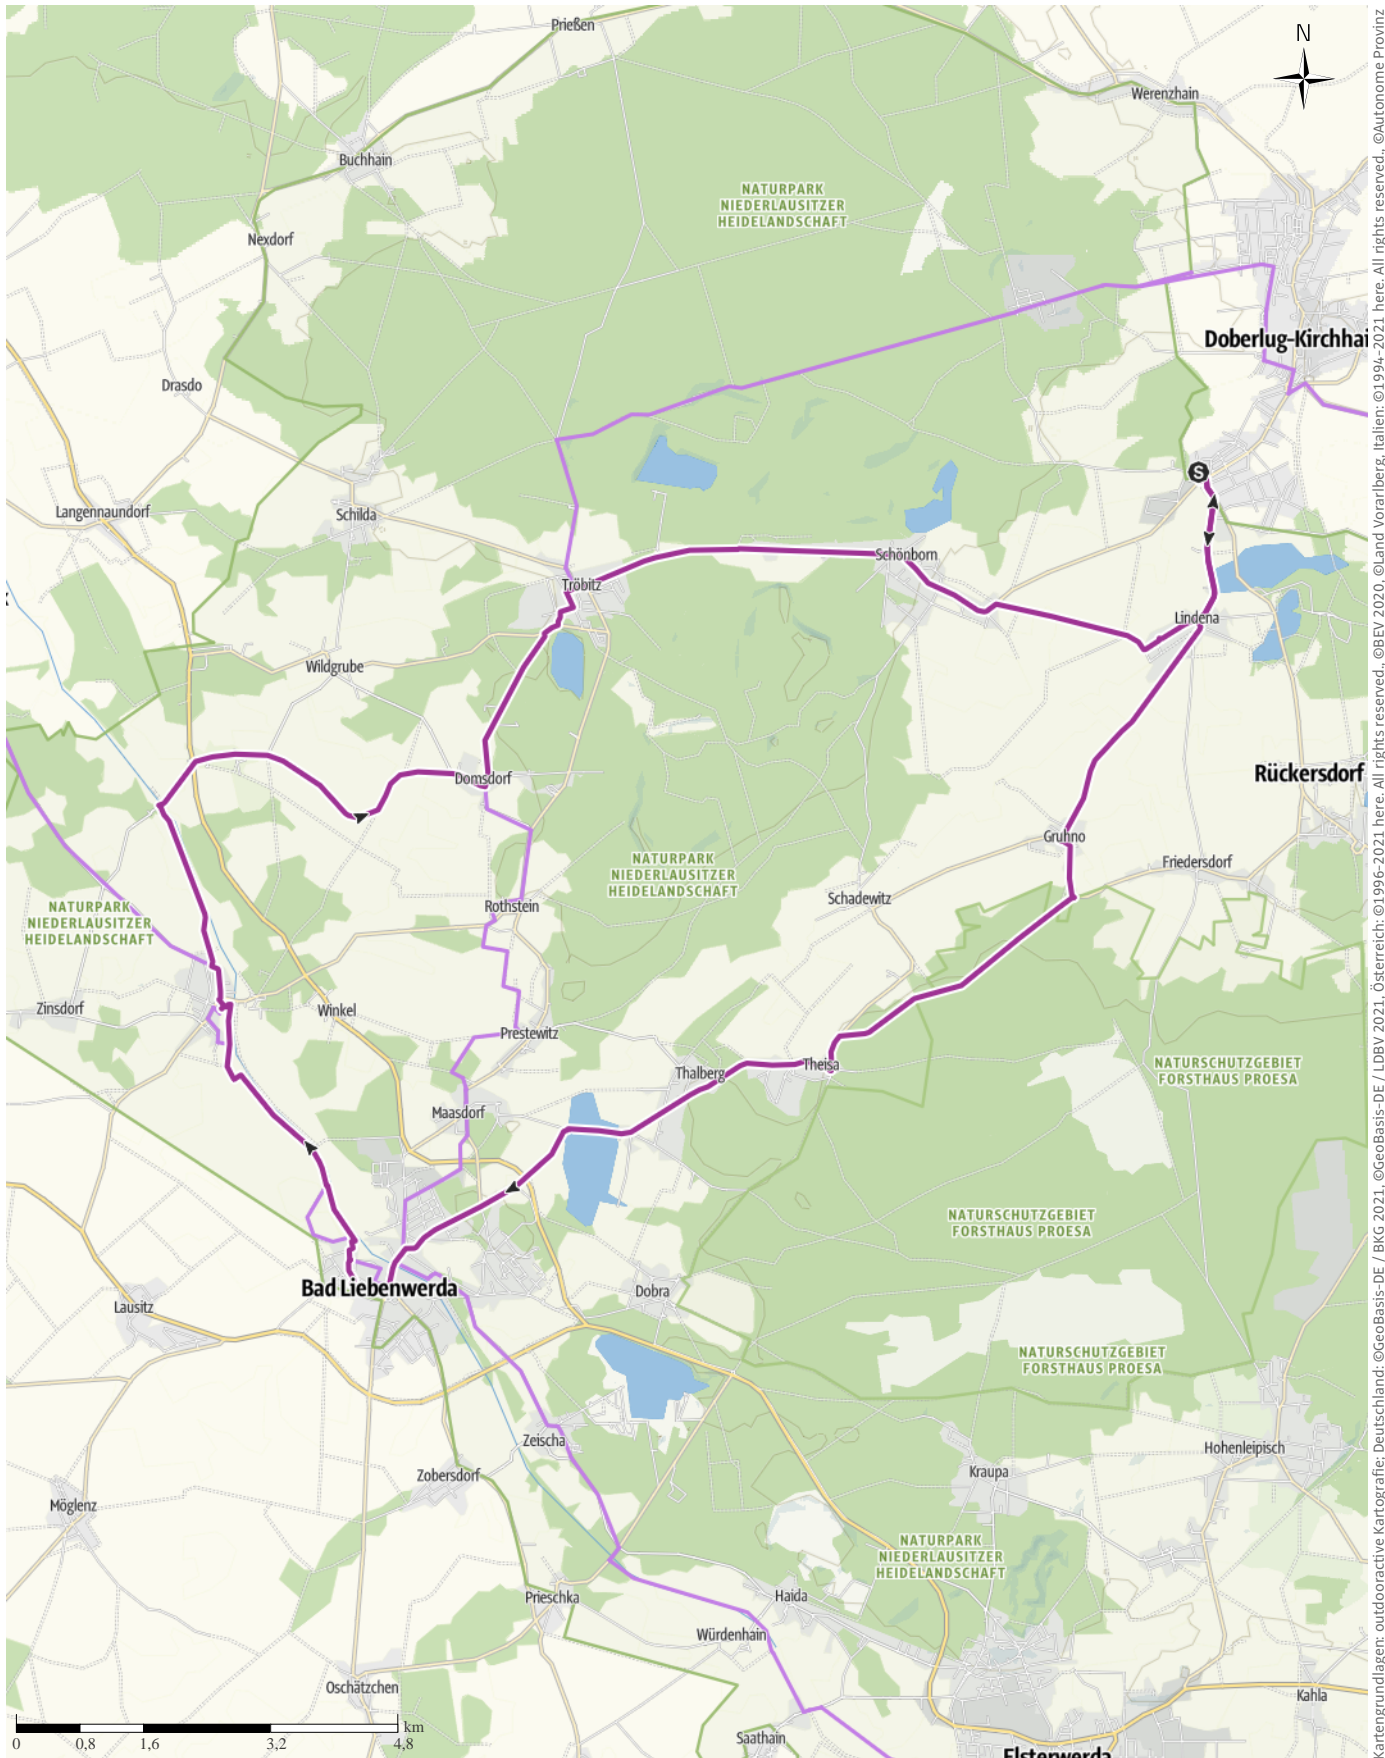 Prießen
N
Werenzhain
Buchhain
NATURPARK
NIEDERLAUSITZER
HEIDELANDSCHAFT
Nexdorf
Doberlug-Kirchhai
Drasdo
S
Langennaundorf
Schilda
Schönborn
Tröbitz
Lindena
Wildgrube
Domsdorf
Rückersdorf
Gruhno
Friedersdorf
NATURPARK
NIEDERLAUSITZER
HEIDELANDSCHAFT
Schadewitz
Rothstein
NATURPARK
NIEDERLAUSITZER
HEIDELANDSCHAFT
Zinsdorf
Winkel
Prestewitz
Theisa
Thalberg
NATURSCHUTZGEBIET
FORSTHAUS PROESA
Maasdorf
NATURSCHUTZGEBIET
FORSTHAUS PROESA
Bad Liebenwerda
Dobra
Lausitz
NATURSCHUTZGEBIET
FORSTHAUS PROESA
Zeischa
Hohenleipisch
Zobersdorf
Kraupa
Möglenz
NATURPARK
NIEDERLAUSITZER
HEIDELANDSCHAFT
Prieschka
Haida
Würdenhain
Oschätzchen
Kahla
Saathain
Elsterwerda
km
0 0,8 1,6 3,2 4,8
artengrundlagen: outdooractive Kartografie; Deutschland: ©GeoBasis-DE / BKG 2021, ©GeoBasis-DE / LDBV 2021, Österreich: ©1996-2021 here. All rights reserved., ©BEV 2020, ©Land Vorarlberg, Italien: ©1994-2021 here. All rights reserved., ©Autonome Provinz